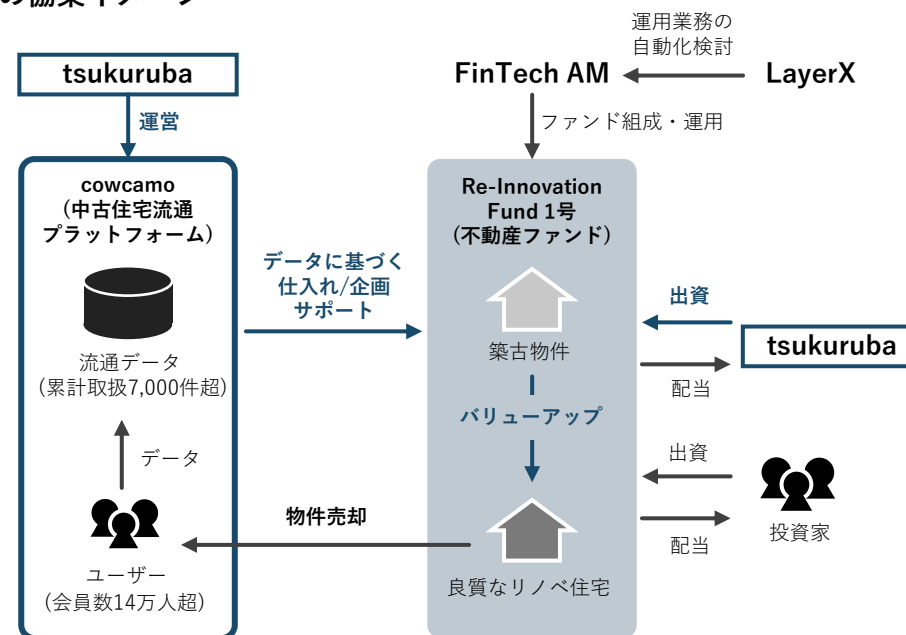 tsukuruba
運営
cowcamo
(中古住宅流通
プラットフォーム)
流通データ
(累計取扱7,000件超)
データ
ユーザー
(会員数14万人超)
データに基づく
仕入れ/企画
サポート
物件売却
運用業務の
自動化検討
FinTech AM
LayerX
ファンド組成・運用
Re-Innovation
Fund 1号
(不動産ファンド)
築古物件
バリューアップ
良質なリノベ住宅
出資
tsukuruba
配当
出資
投資家
配当